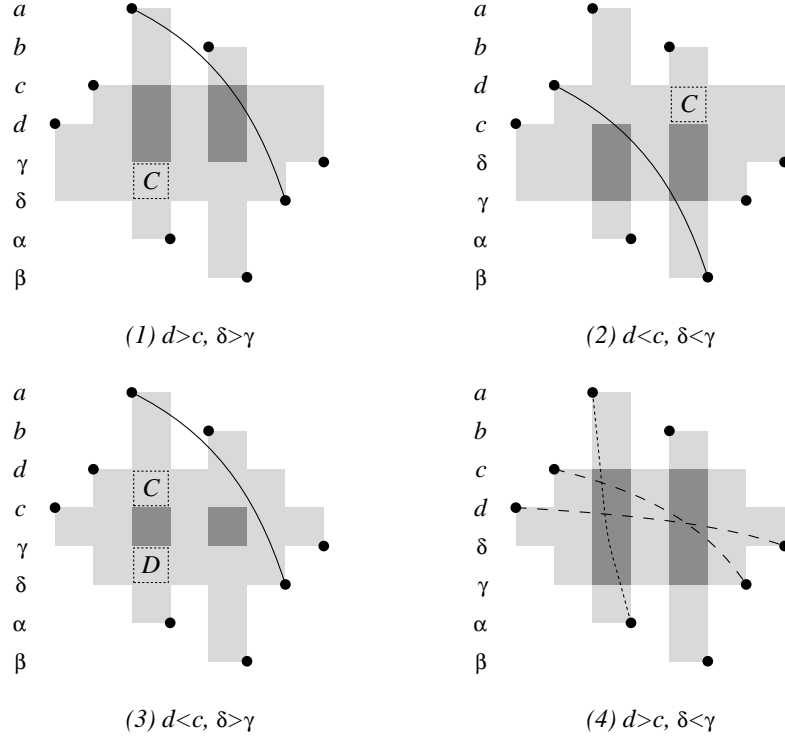 a
b
c
d
γ
C
δ
α
β
(1) d>c, δ>γ
a
b
d
C
c
δ
γ
α
β
(2) d<c, δ<γ
a
b
d
C
c
γ
D
δ
α
β
(3) d<c, δ>γ
a
b
c
d
δ
γ
α
β
(4) d>c, δ<γ